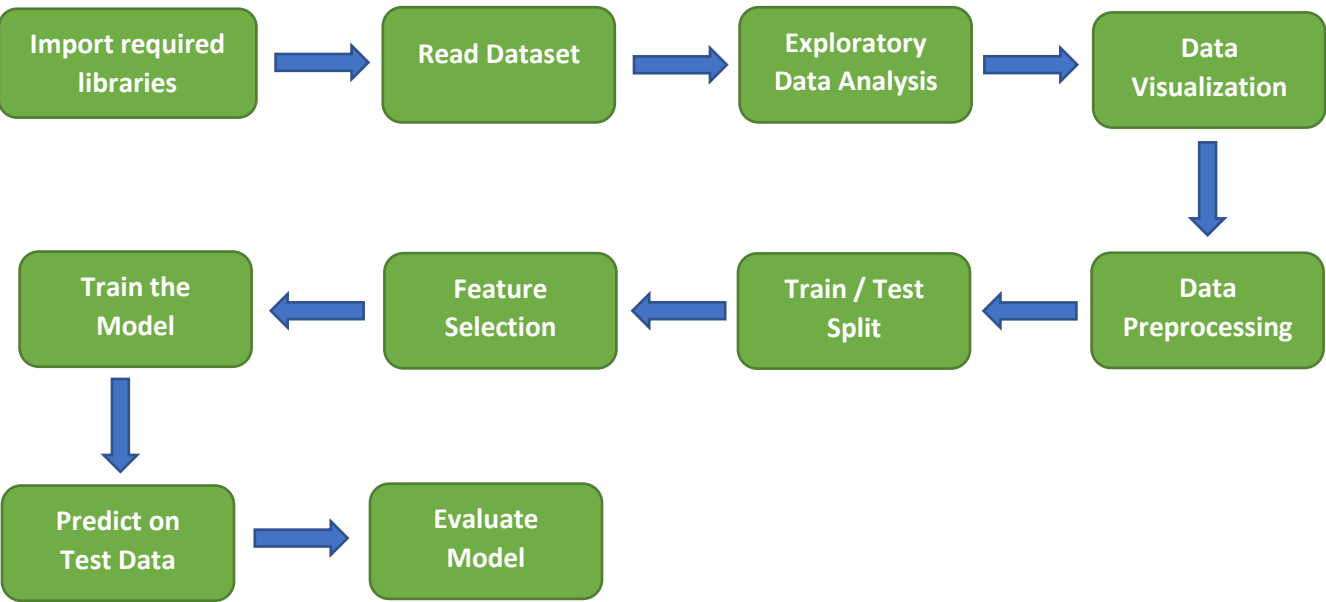 Import required
libraries
Read Dataset
Exploratory
Data Analysis
Data
Visualization
Data
Preprocessing
Train / Test
Split
Feature
Selection
Train the
Model
Predict on
Test Data
Evaluate
Model